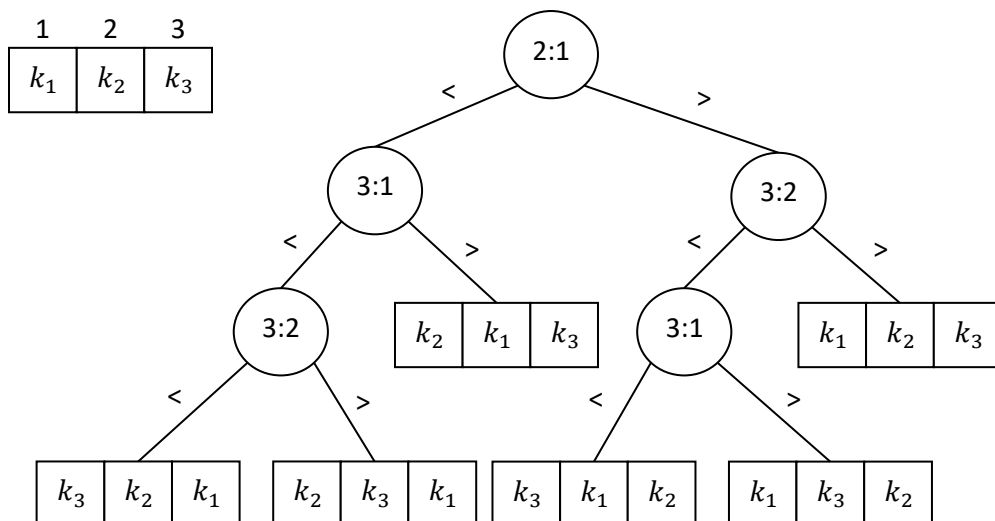 1 2 3
k₁ k₂ k₃
2:1
< >
3:1 3:2
< > < >
3:2 k₂ k₁ k₃ 3:1 k₁ k₂ k₃
< > < >
k₃ k₂ k₁ k₂ k₃ k₁ k₃ k₁ k₂ k₁ k₃ k₂